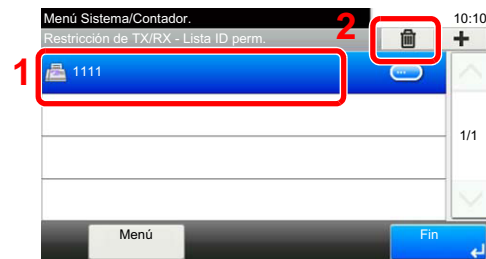 Menú Sistema/Contador.
2
10:10
Restricción de TX/RX - Lista ID perm.
1
1111
1/1
Menú
Fin